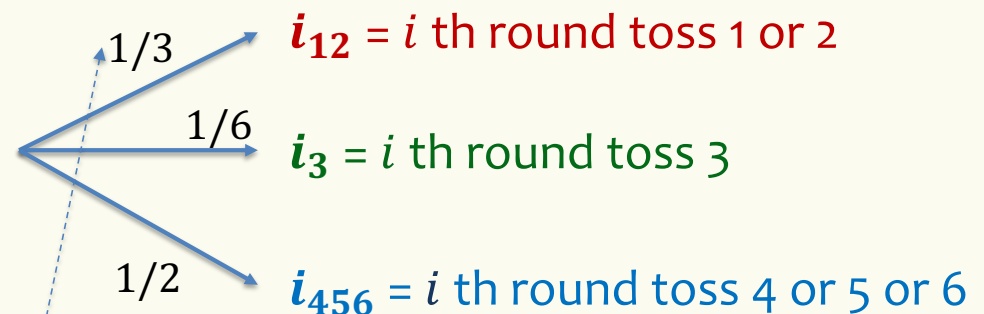 1/3
i₁₂ = i th round toss 1 or 2
1/6
i₃ = i th round toss 3
1/2
i₄₅₆ = i th round toss 4 or 5 or 6